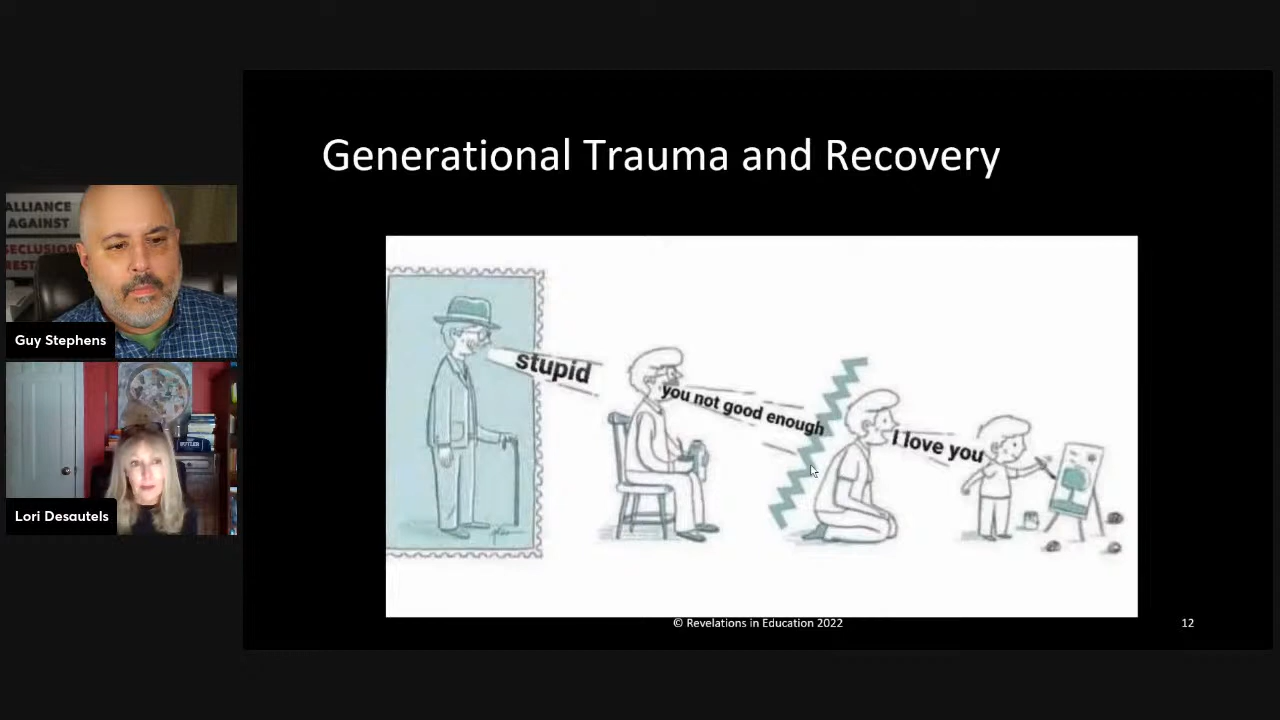 Generational Trauma and Recovery
ALLIANCE
AGAINST
SECLUSION
REST
Guy Stephens
Lori Desautels
stupid
you not good enough
I love you
© Revelations in Education 2022
12